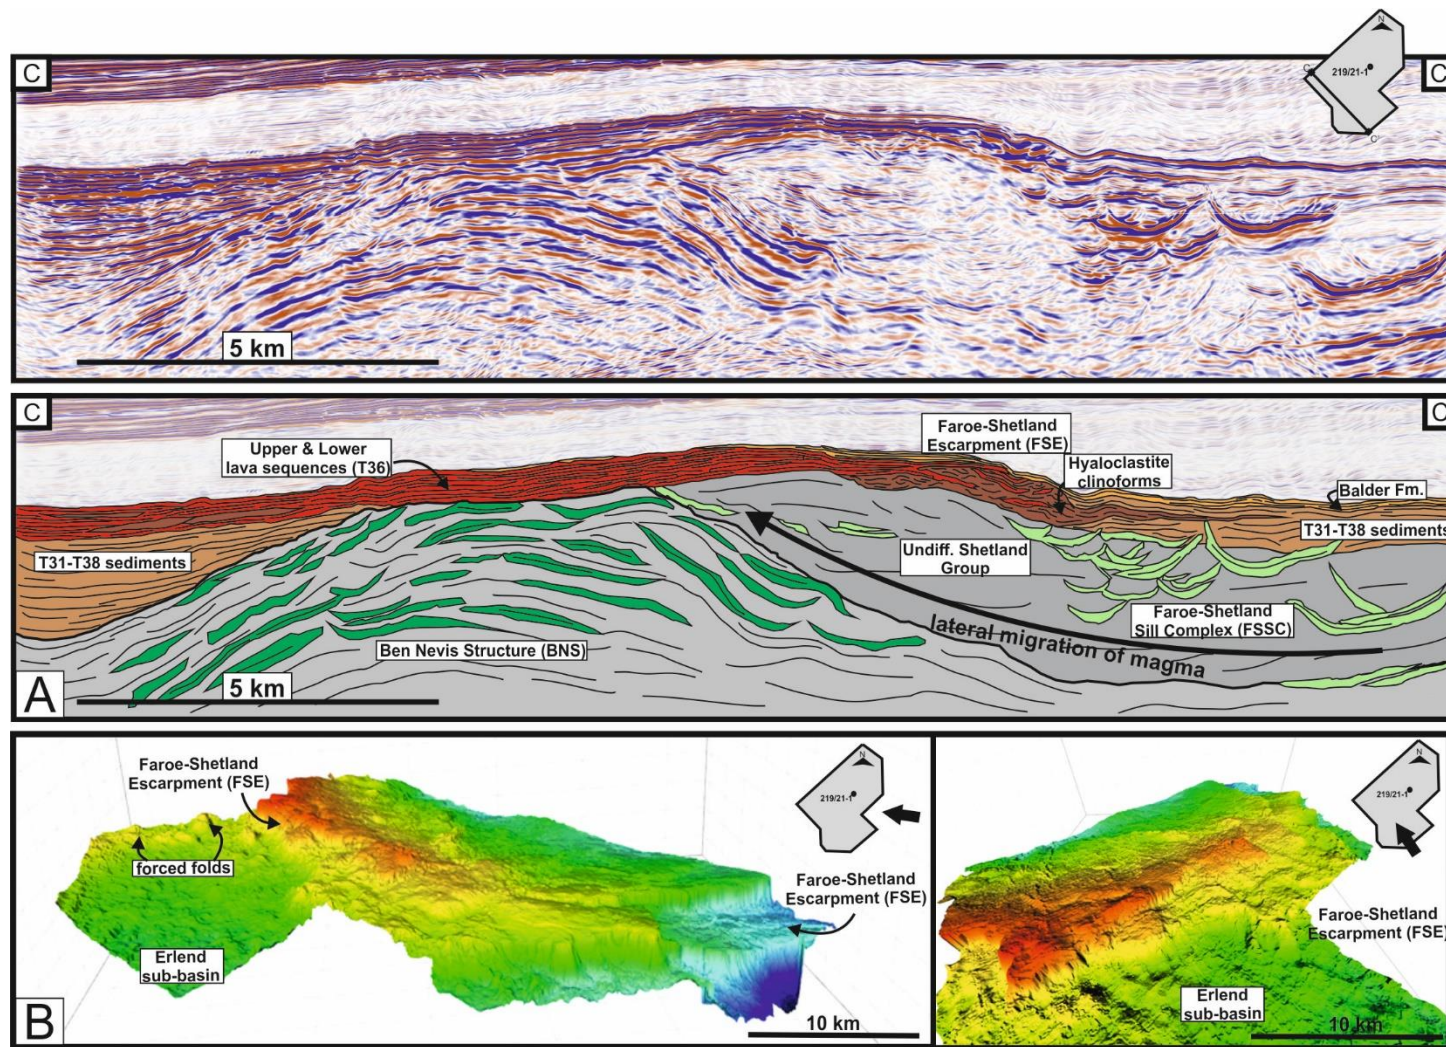 C
C
N
219/21-1
C
C'
5 km
C
C
Upper & Lower
lava sequences (T36)
Faroe-Shetland
Escarpment (FSE)
Hyaloclastite
clinoforms
Balder Fm.
T31-T38 sediments
T31-T38 sediments
Undiff. Shetland
Group
Faroe-Shetland
Sill Complex (FSSC)
Ben Nevis Structure (BNS)
lateral migration of magma
5 km
A
Faroe-Shetland
Escarpment (FSE)
forced folds
Erlend
sub-basin
N
219/21-1
Faroe-Shetland
Escarpment (FSE)
10 km
B
N
219/21-1
Faroe-Shetland
Escarpment (FSE)
Erlend
sub-basin
10 km